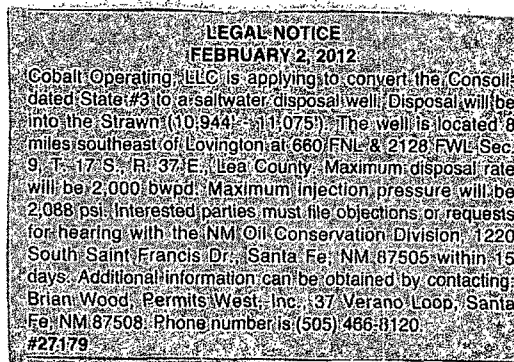 LEGAL NOTICE
FEBRUARY 2, 2012
Cobalt Operating, LLC is applying to convert the Consoli-
dated State #3 to a saltwater disposal well. Disposal will be
into the Strawn (10,944' - 11,075'). The well is located 8
miles southeast of Lovington at 660 FNL & 2128 FWL Sec.
9, T. 17 S., R. 37 E., Lea County. Maximum disposal rate
will be 2,000 bwpd. Maximum injection pressure will be
2,088 psi. Interested parties must file objections or requests
for hearing with the NM Oil Conservation Division, 1220
South Saint Francis Dr., Santa Fe, NM 87505 within 15
days. Additional information can be obtained by contacting:
Brian Wood, Permits West, Inc., 37 Verano Loop, Santa
Fe, NM 87508. Phone number is (505) 466-8120.
#27179